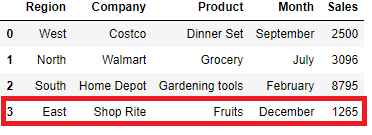 Region Company Product Month Sales
0 West Costco Dinner Set September 2500
1 North Walmart Grocery July 3096
2 South Home Depot Gardening tools February 8795
3 East Shop Rite Fruits December 1265